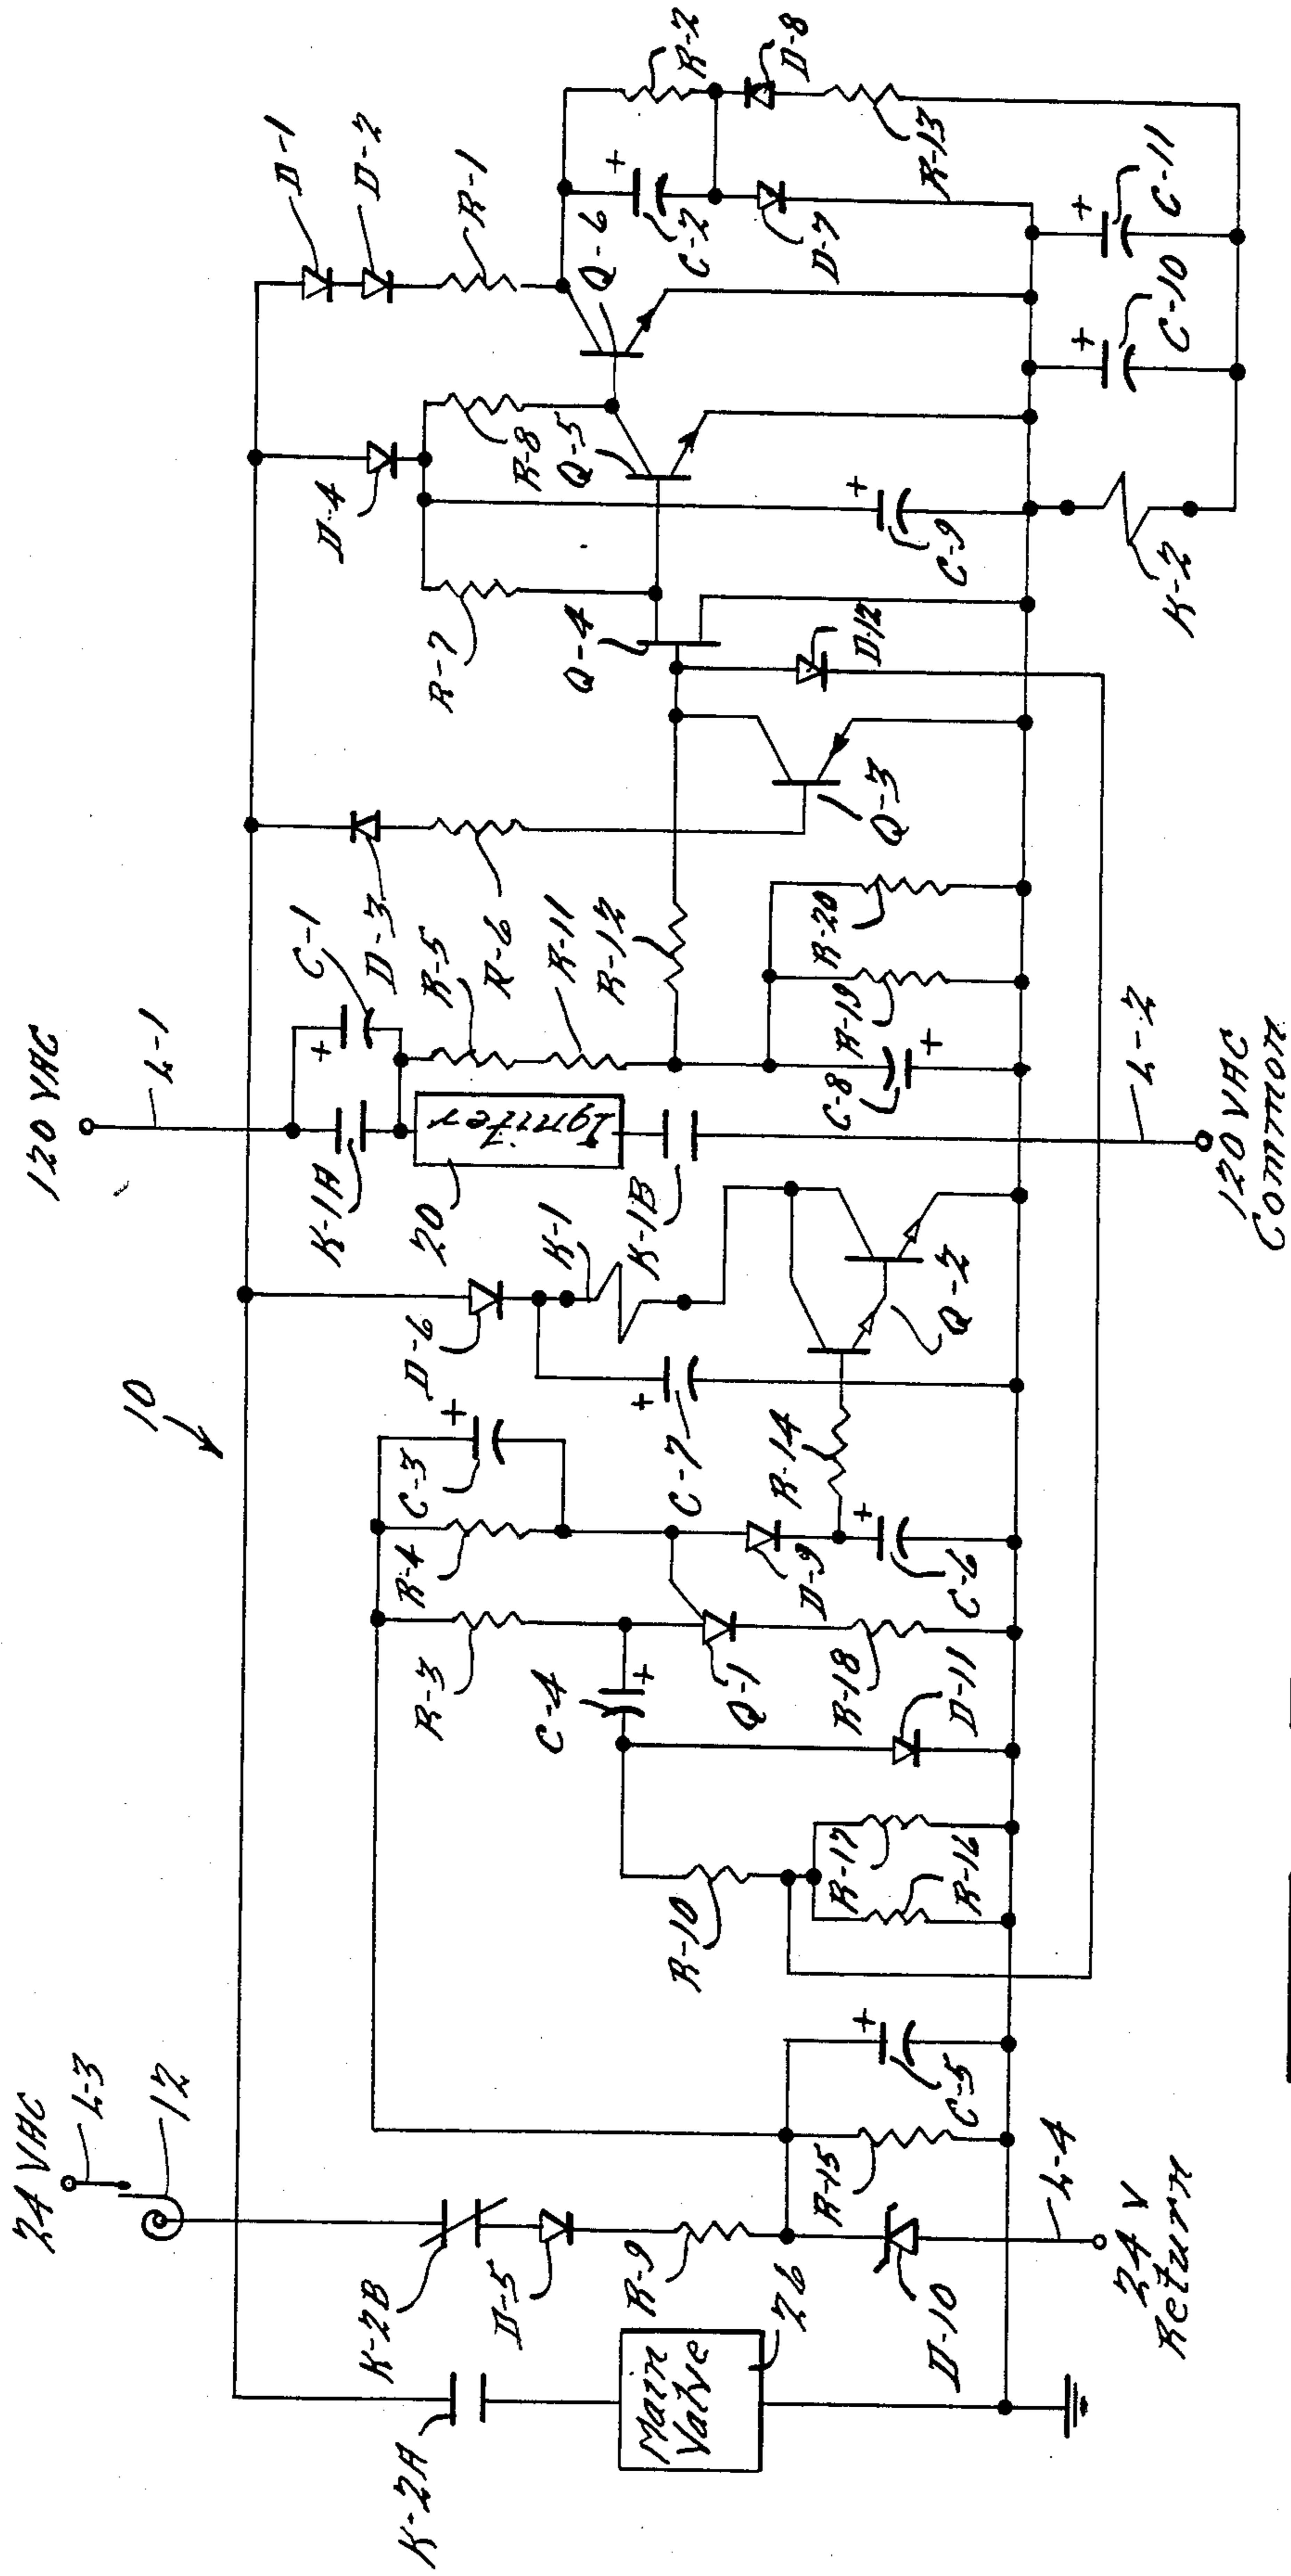 24 VAC
L-3
12
10
120 VAC
L-1
K-2A
K-2B
D-5
R-9
Main
Valve
26
D-10
24 V
Return
L-4
R-15
C-5
R-10
R-17
R-16
C-4
+
R-3
Q-1
R-18
D-11
R-4
C-3
+
D-9
C-6
+
R-14
C-7
+
D-6
K-1
K-1A
20
Igniter
K-1B
Q-2
C-1
+
D-3
R-5
R-6
R-11
R-12
C-8
+
R-19
R-20
L-2
120 VAC
Common
Q-3
R-7
Q-4
D-12
D-4
R-8
Q-5
C-9
+
K-2
D-1
D-2
R-1
Q-6
C-2
+
R-2
D-8
D-7
R-13
C-10
+
C-11
+
+